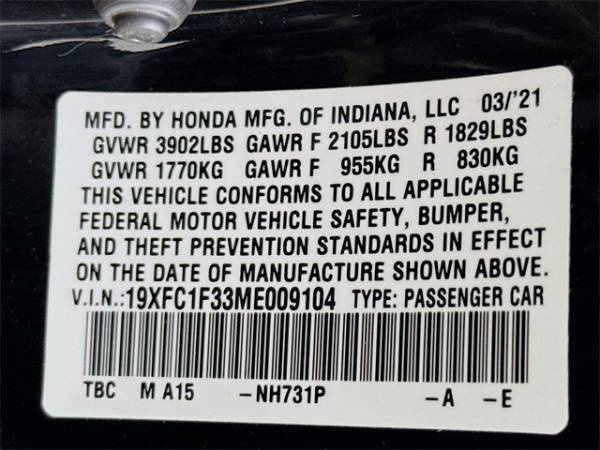 MFD. BY HONDA MFG. OF INDIANA, LLC 03/'21
GVWR 3902LBS GAWR F 2105LBS R 1829LBS
GVWR 1770KG GAWR F 955KG R 830KG
THIS VEHICLE CONFORMS TO ALL APPLICABLE
FEDERAL MOTOR VEHICLE SAFETY, BUMPER,
AND THEFT PREVENTION STANDARDS IN EFFECT
ON THE DATE OF MANUFACTURE SHOWN ABOVE.
V.I.N.:19XFC1F33ME009104 TYPE: PASSENGER CAR
TBC M A15 -NH731P -A -E